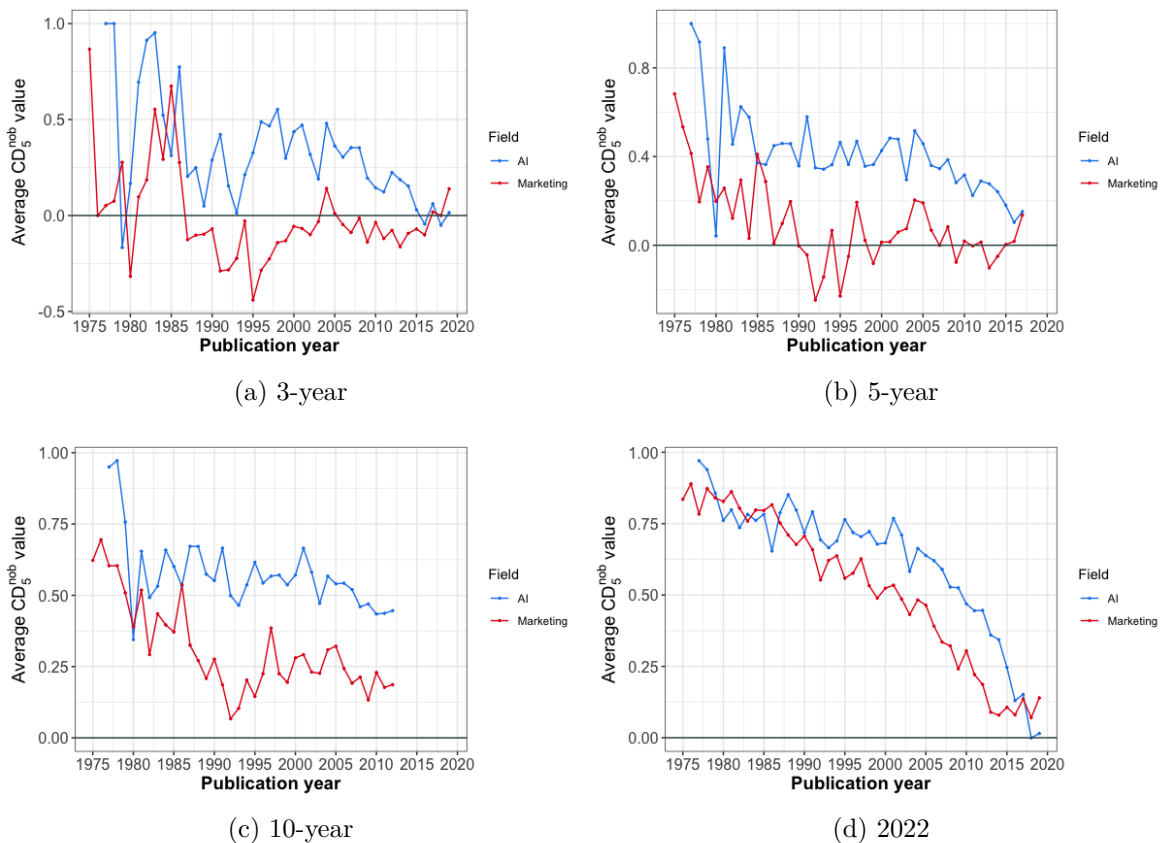 1.0
0.5
0.0
-0.5
Average CD₅ⁿᵒᵇ value
1975 1980 1985 1990 1995 2000 2005 2010 2015 2020
Publication year
Field
AI
Marketing
(a) 3-year
0.8
0.4
0.0
Average CD₅ⁿᵒᵇ value
1975 1980 1985 1990 1995 2000 2005 2010 2015 2020
Publication year
Field
AI
Marketing
(b) 5-year
1.00
0.75
0.50
0.25
0.00
Average CD₅ⁿᵒᵇ value
1975 1980 1985 1990 1995 2000 2005 2010 2015 2020
Publication year
Field
AI
Marketing
(c) 10-year
1.00
0.75
0.50
0.25
0.00
Average CD₅ⁿᵒᵇ value
1975 1980 1985 1990 1995 2000 2005 2010 2015 2020
Publication year
Field
AI
Marketing
(d) 2022